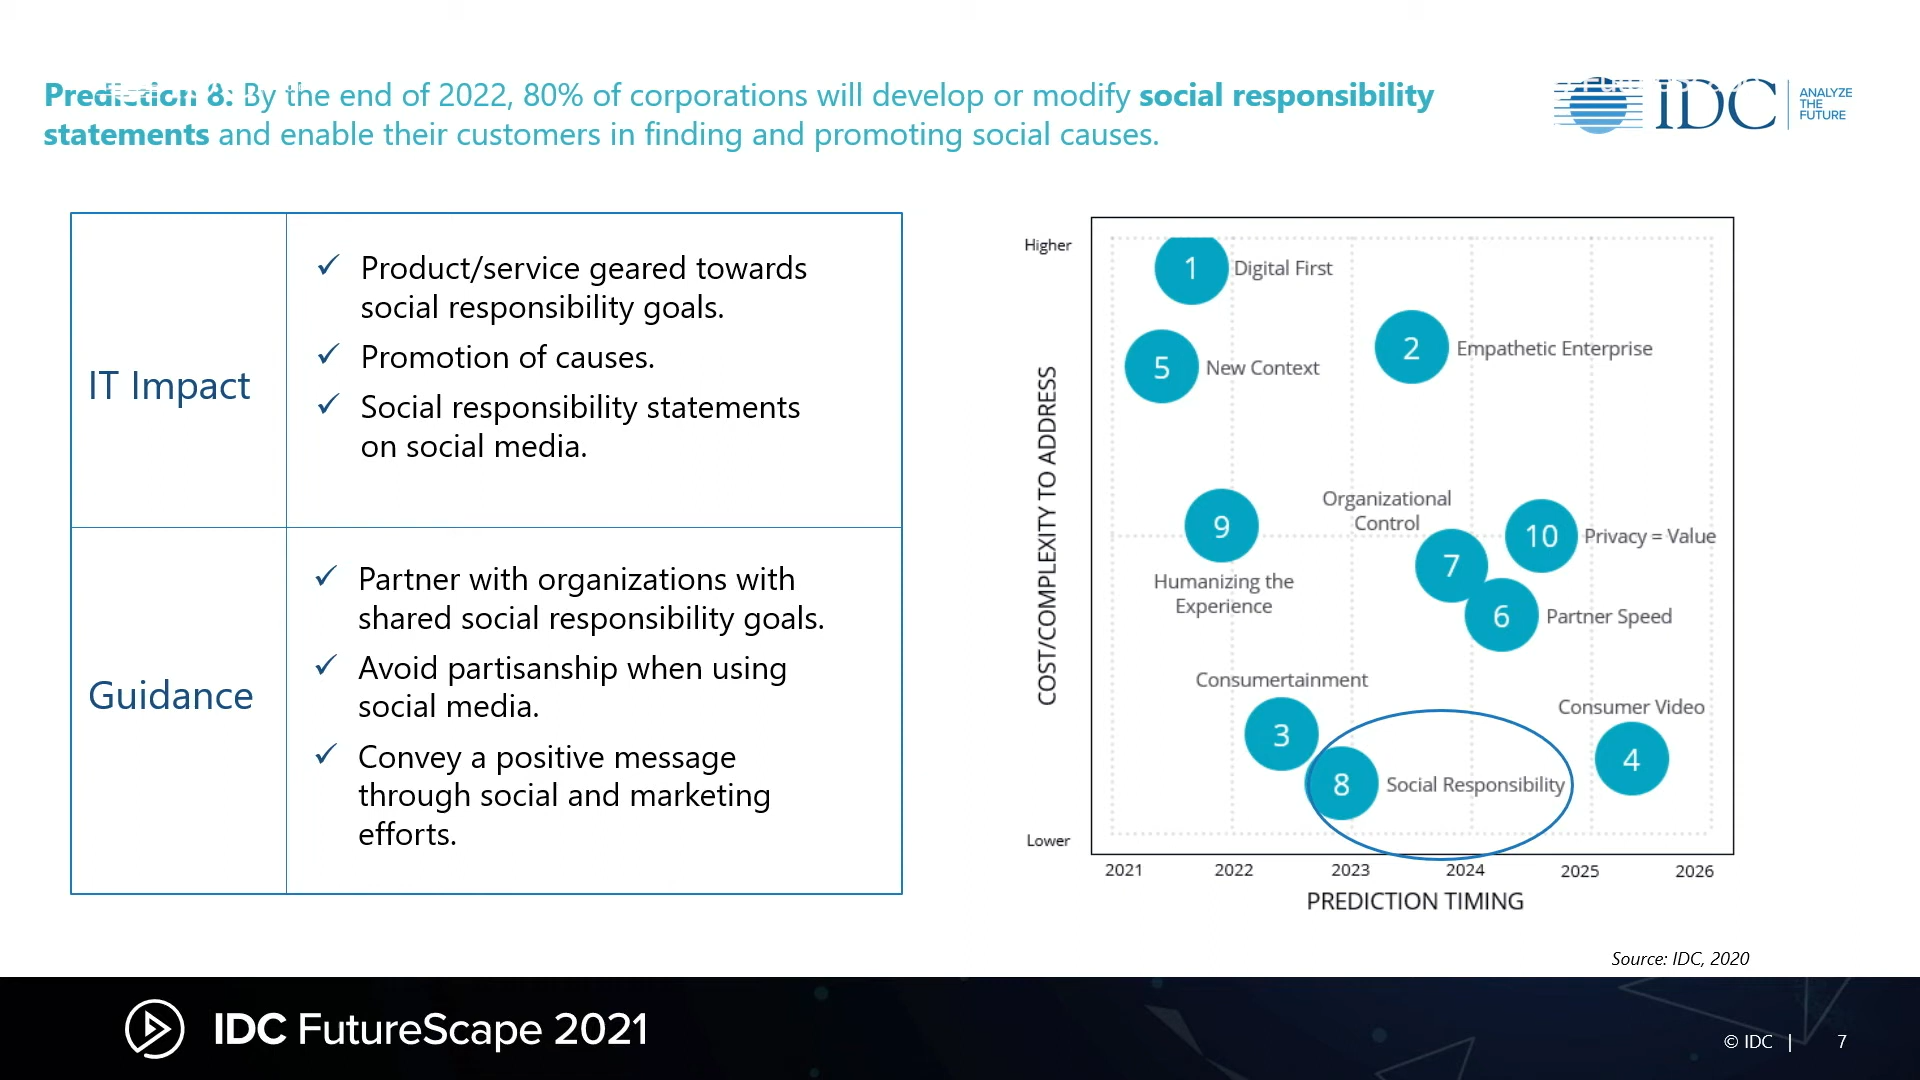 Prediction 8: By the end of 2022, 80% of corporations will develop or modify social responsibility
statements and enable their customers in finding and promoting social causes.
IDC
ANALYZE
THE
FUTURE
IT Impact
✓ Product/service geared towards
social responsibility goals.
✓ Promotion of causes.
✓ Social responsibility statements
on social media.
Guidance
✓ Partner with organizations with
shared social responsibility goals.
✓ Avoid partisanship when using
social media.
✓ Convey a positive message
through social and marketing
efforts.
COST/COMPLEXITY TO ADDRESS
Higher
Lower
1 Digital First
2 Empathetic Enterprise
5 New Context
Organizational
Control
9
10 Privacy = Value
7
Humanizing the
Experience
6 Partner Speed
Consumertainment
3
Consumer Video
4
8 Social Responsibility
2021 2022 2023 2024 2025 2026
PREDICTION TIMING
Source: IDC, 2020
IDC FutureScape 2021
© IDC | 7